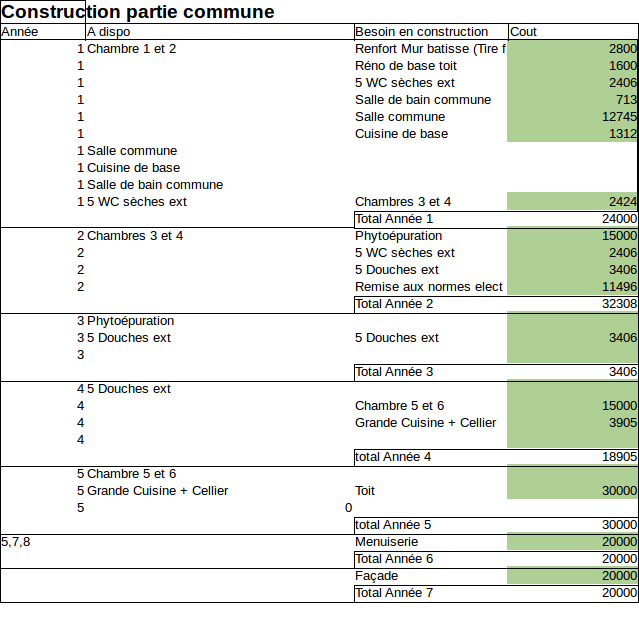 Construction partie commune
Année A dispo Besoin en construction Cout
1 Chambre 1 et 2 Renfort Mur batisse (Tire f 2800
1 Réno de base toit 1600
1 5 WC sèches ext 2406
1 Salle de bain commune 713
1 Salle commune 12745
1 Cuisine de base 1312
1 Salle commune
1 Cuisine de base
1 Salle de bain commune
1 5 WC sèches ext Chambres 3 et 4 2424
Total Année 1 24000
2 Chambres 3 et 4 Phytoépuration 15000
2 5 WC sèches ext 2406
2 5 Douches ext 3406
2 Remise aux normes elect 11496
Total Année 2 32308
3 Phytoépuration
3 5 Douches ext 5 Douches ext 3406
3
Total Année 3 3406
4 5 Douches ext
4 Chambre 5 et 6 15000
4 Grande Cuisine + Cellier 3905
4
total Année 4 18905
5 Chambre 5 et 6
5 Grande Cuisine + Cellier Toit 30000
5 0
total Année 5 30000
5,7,8 Menuiserie 20000
Total Année 6 20000
Façade 20000
Total Année 7 20000